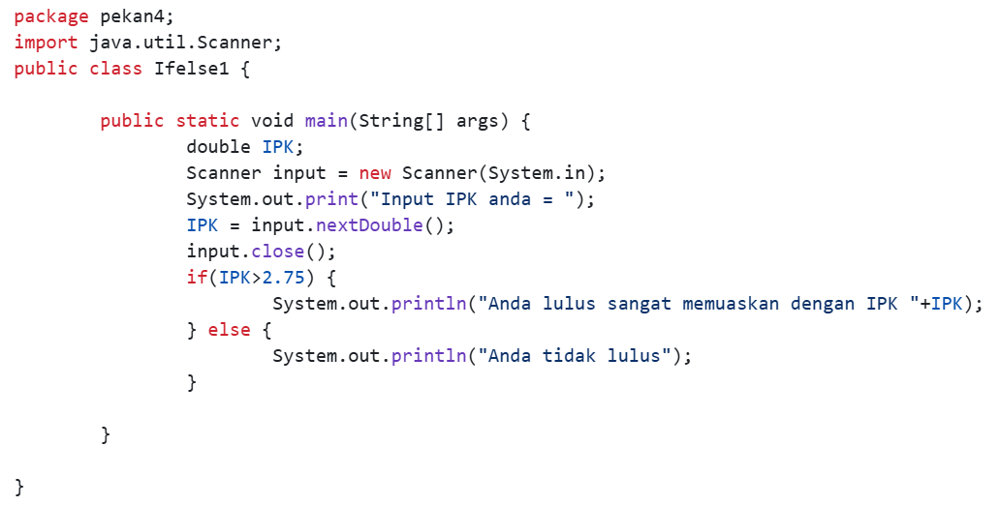 package pekan4;
import java.util.Scanner;
public class Ifelse1 {
public static void main(String[] args) {
double IPK;
Scanner input = new Scanner(System.in);
System.out.print("Input IPK anda = ");
IPK = input.nextDouble();
input.close();
if(IPK>2.75) {
System.out.println("Anda lulus sangat memuaskan dengan IPK "+IPK);
} else {
System.out.println("Anda tidak lulus");
}
}
}